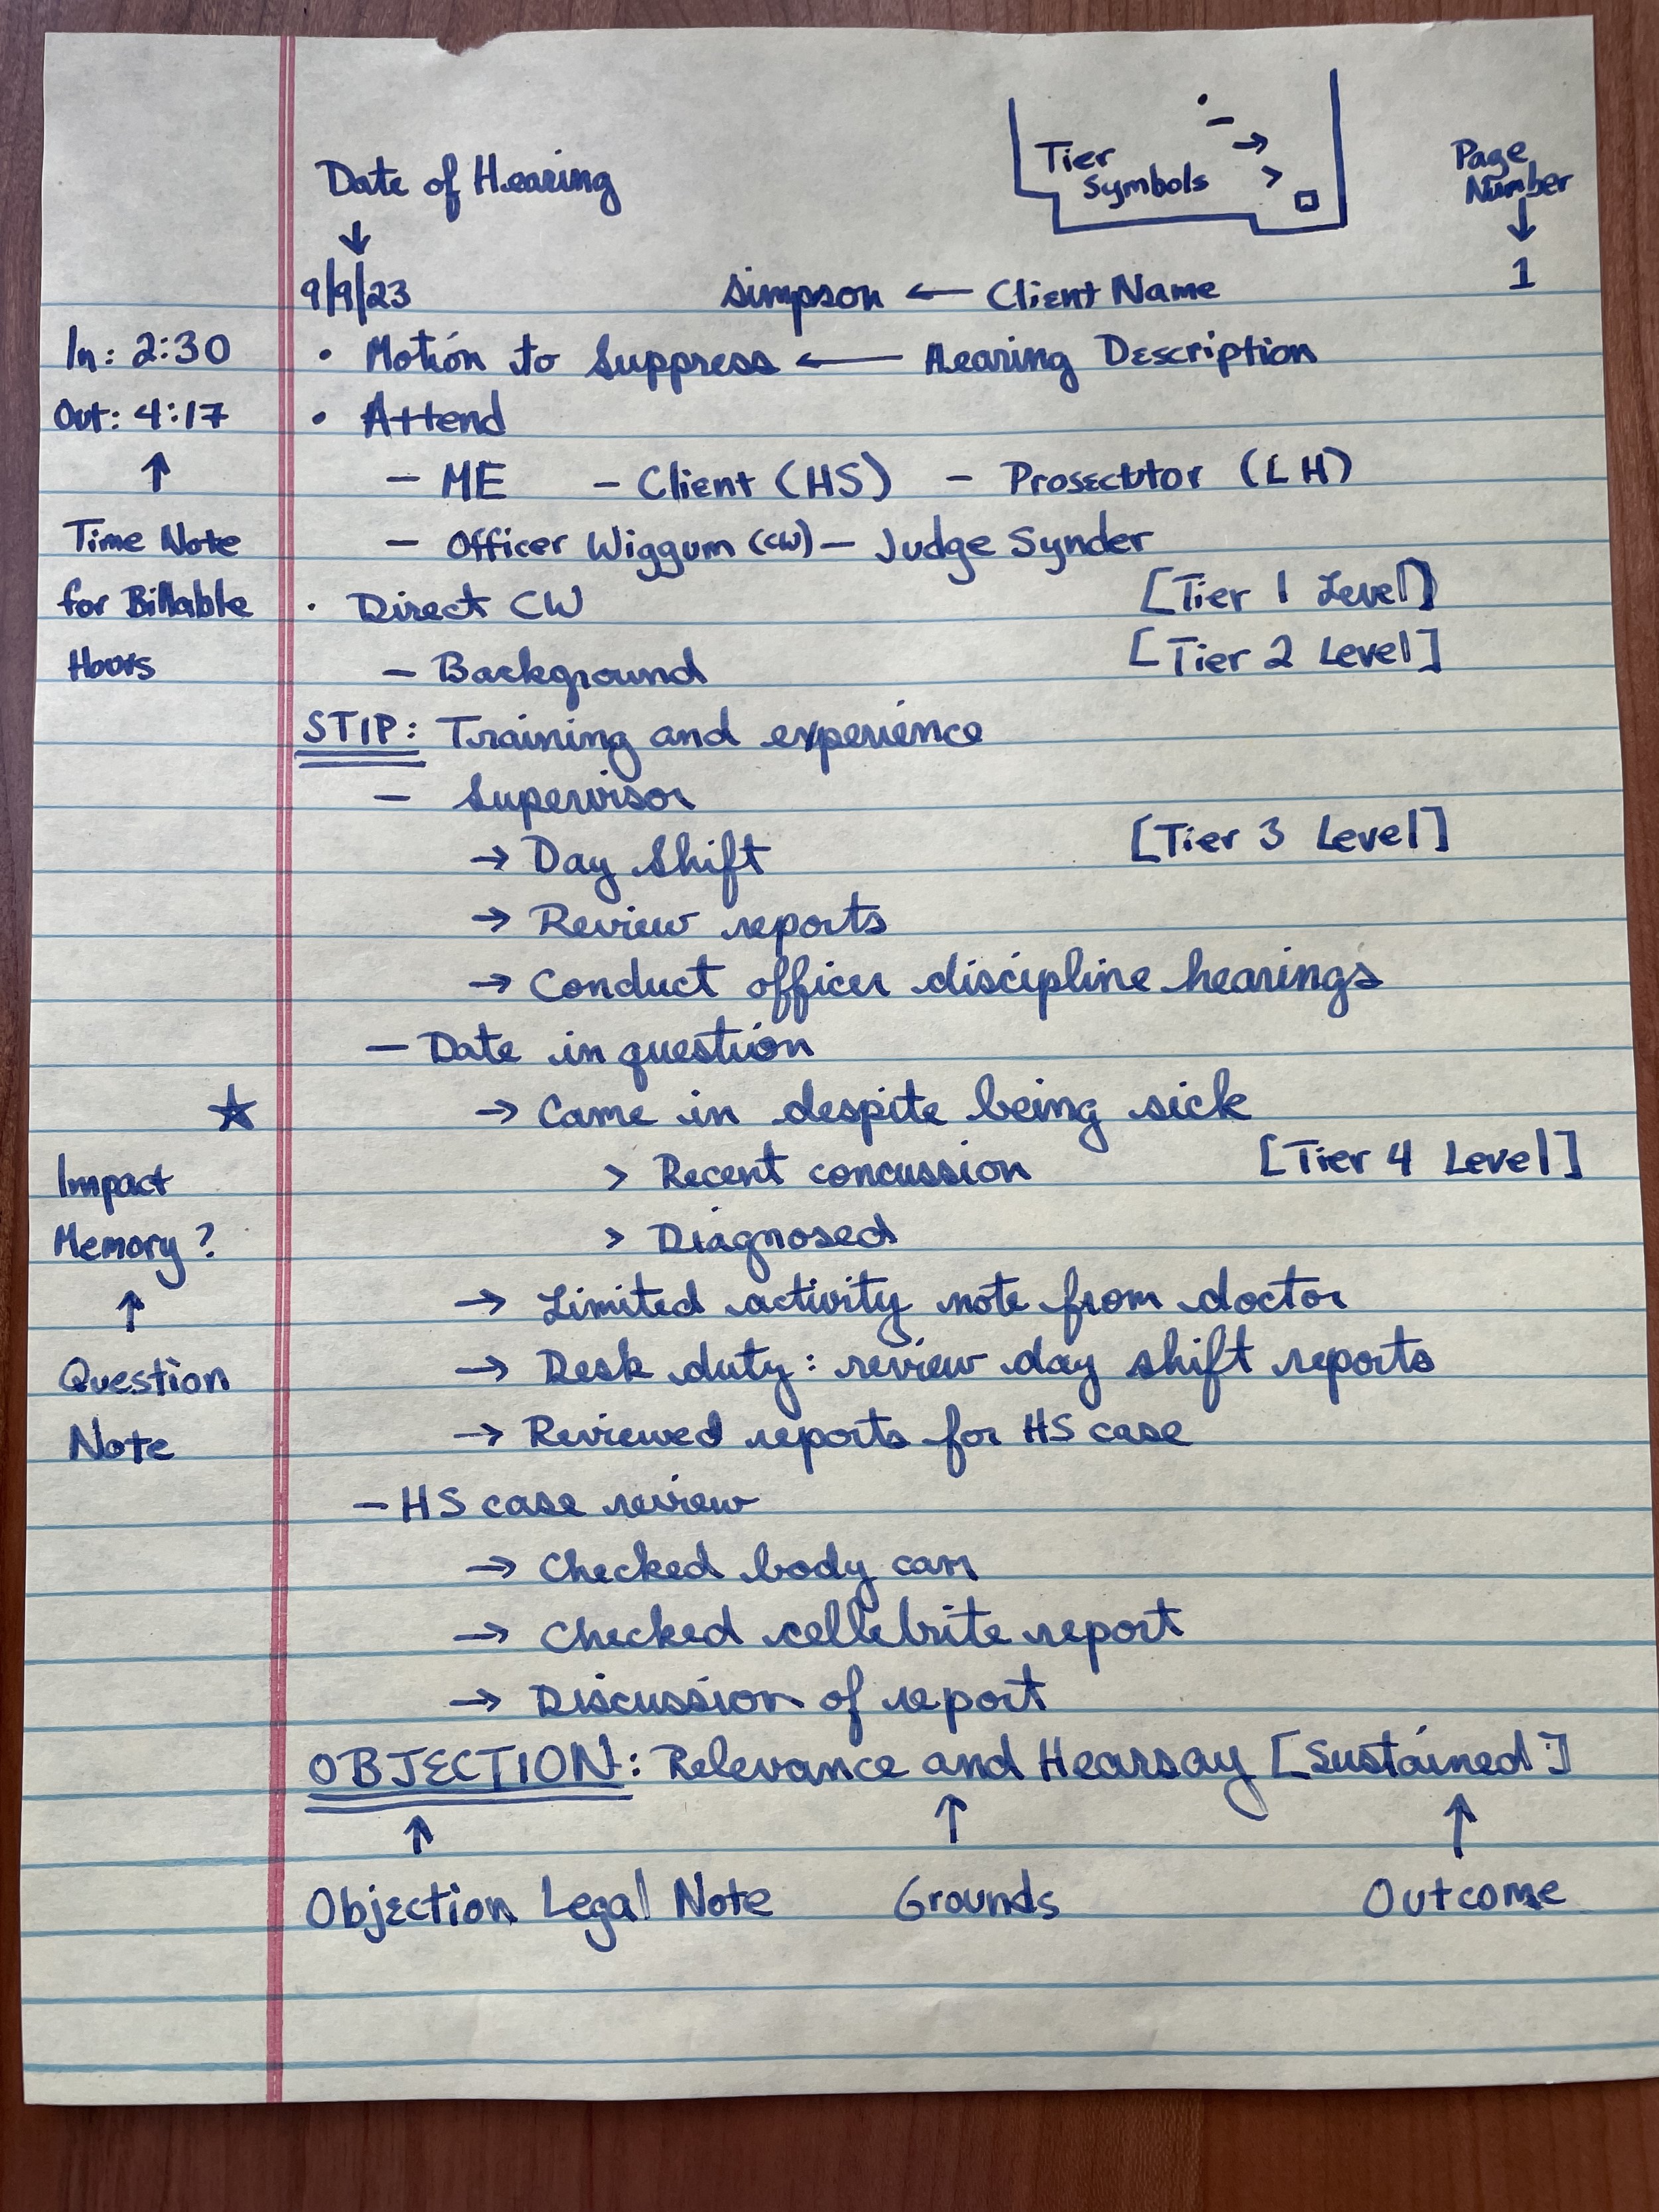 Date of Hearing
Tier
Symbols
Page
Number
. - → > □
↓
↓
9/9/23 Simpson ← Client Name 1
In: 2:30 • Motion to Suppress ← Hearing Description
Out: 4:17 • Attend
↑ - ME - Client (HS) - Prosecutor (LH)
Time Note - Officer Wiggum (CW) - Judge Synder
for Billable • Direct CW [Tier 1 Level]
Hours - Background [Tier 2 Level]
STIP: Training and experience
- Supervisor
→ Day Shift [Tier 3 Level]
→ Review reports
→ Conduct officer discipline hearings
- Date in question
☆ → Came in despite being sick
Impact > Recent concussion [Tier 4 Level]
Memory? > Diagnosed
↑ → Limited activity note from doctor
Question → Desk duty: review day shift reports
Note → Reviewed reports for HS case
- HS case review
→ Checked body cam
→ Checked cellebrite report
→ Discussion of report
OBJECTION: Relevance and Hearsay [Sustained]
↑ ↑ ↑
Objection Legal Note Grounds Outcome